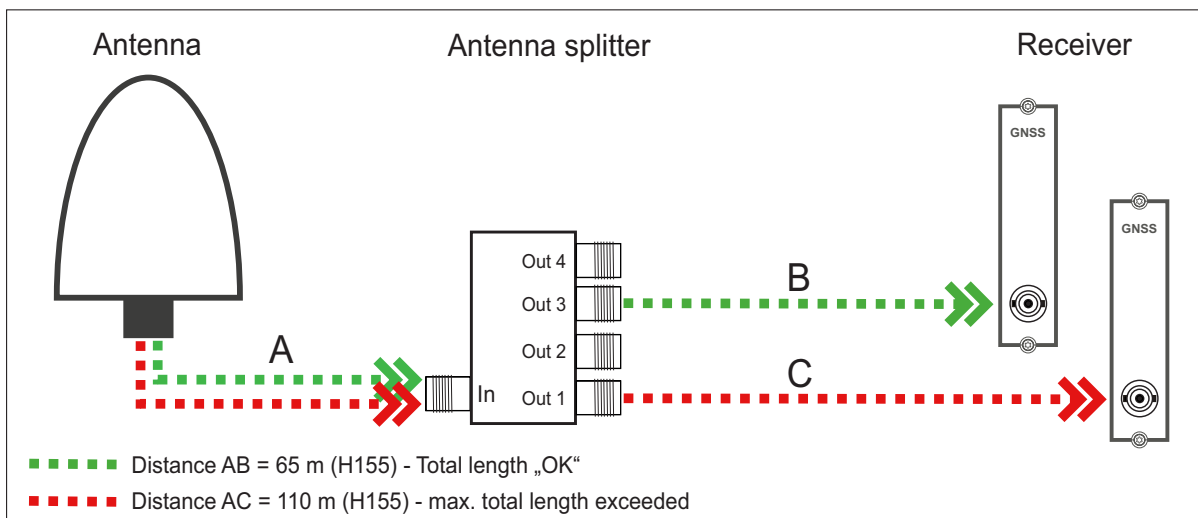 Antenna
Antenna splitter
Receiver
GNSS
GNSS
Out 4
Out 3
B
Out 2
A
In
Out 1
C
Distance AB = 65 m (H155) - Total length „OK“
Distance AC = 110 m (H155) - max. total length exceeded